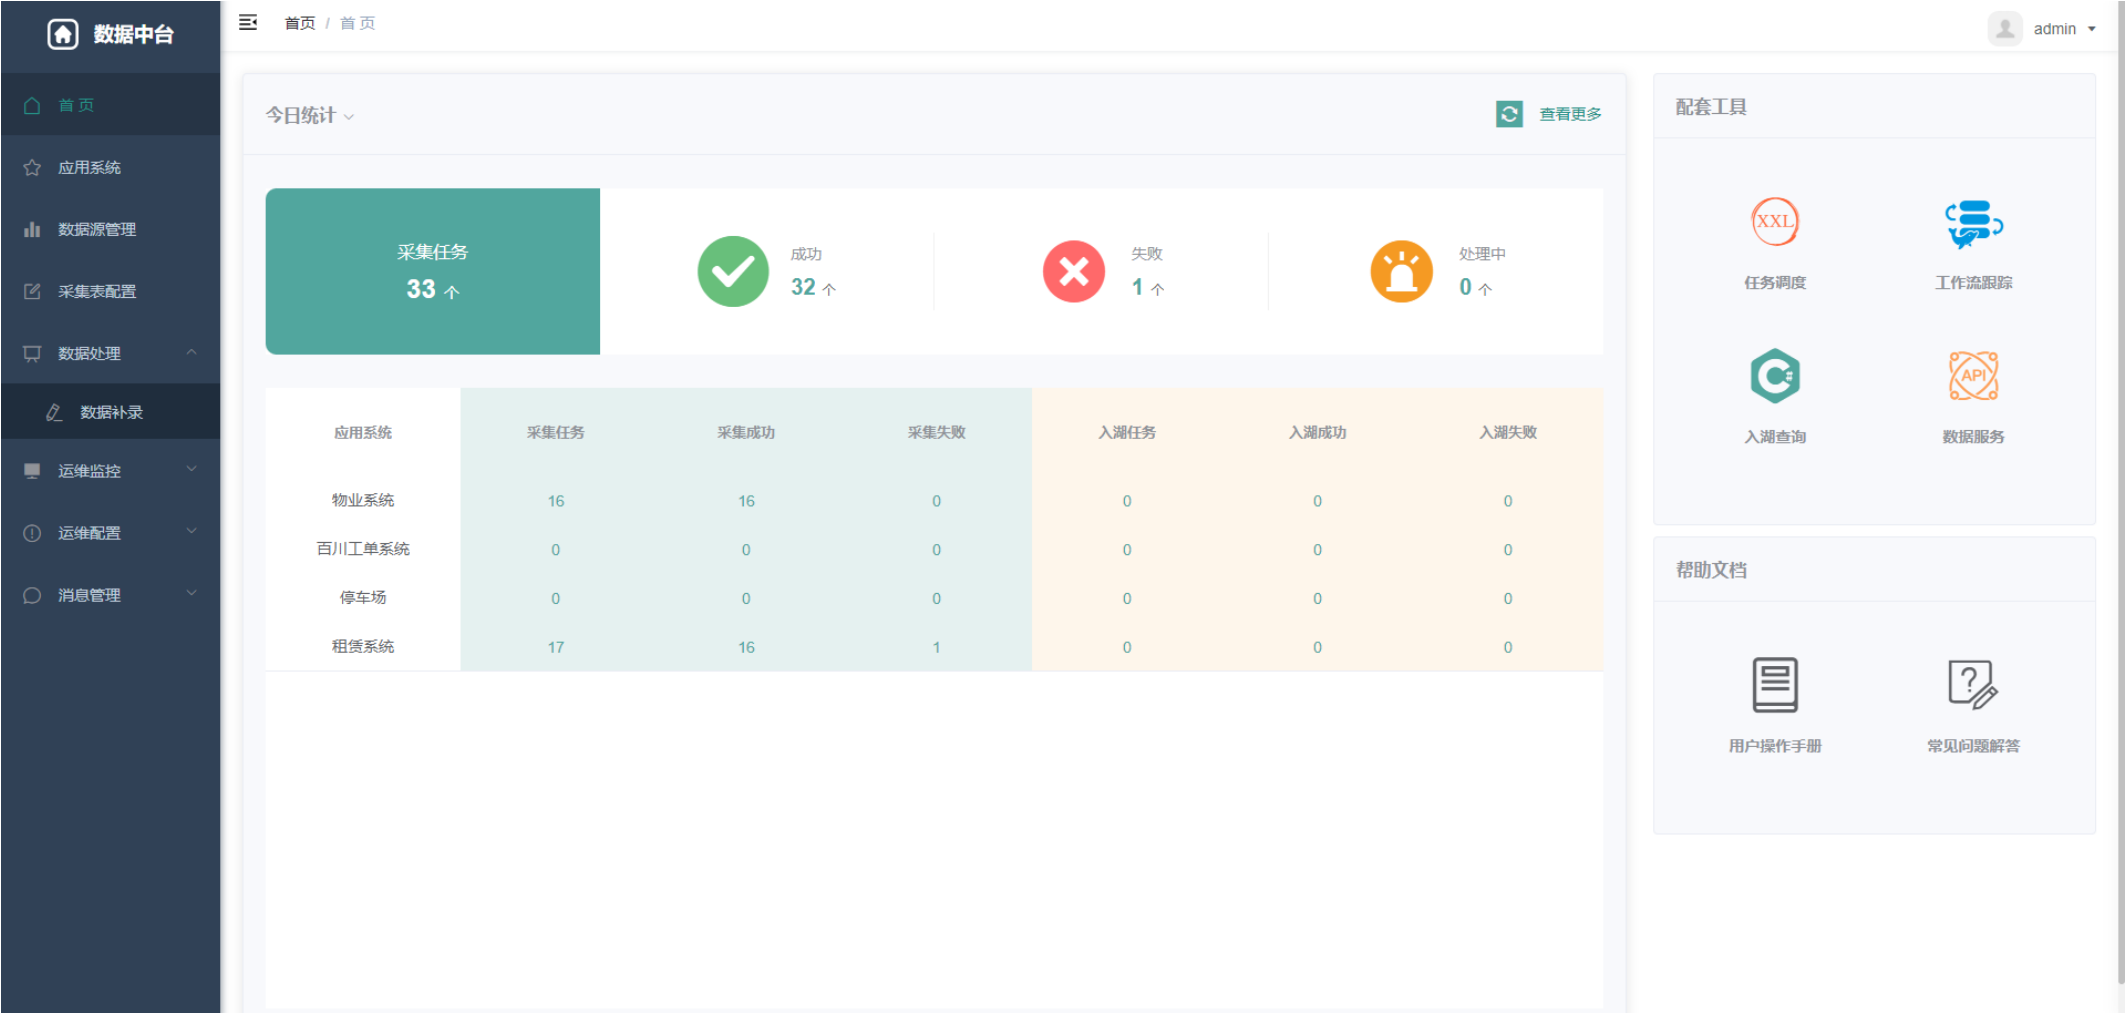 数据中台
首页 / 首 页
admin
首 页
应用系统
数据源管理
采集表配置
数据处理
数据补录
运维监控
运维配置
消息管理
今日统计
查看更多
采集任务
33 个
成功
32 个
失败
1 个
处理中
0 个
应用系统 采集任务 采集成功 采集失败 入湖任务 入湖成功 入湖失败
物业系统 16 16 0 0 0 0
百川工单系统 0 0 0 0 0 0
停车场 0 0 0 0 0 0
租赁系统 17 16 1 0 0 0
配套工具
XXL
任务调度
工作流跟踪
C#
入湖查询
API
数据服务
帮助文档
用户操作手册
?
常见问题解答